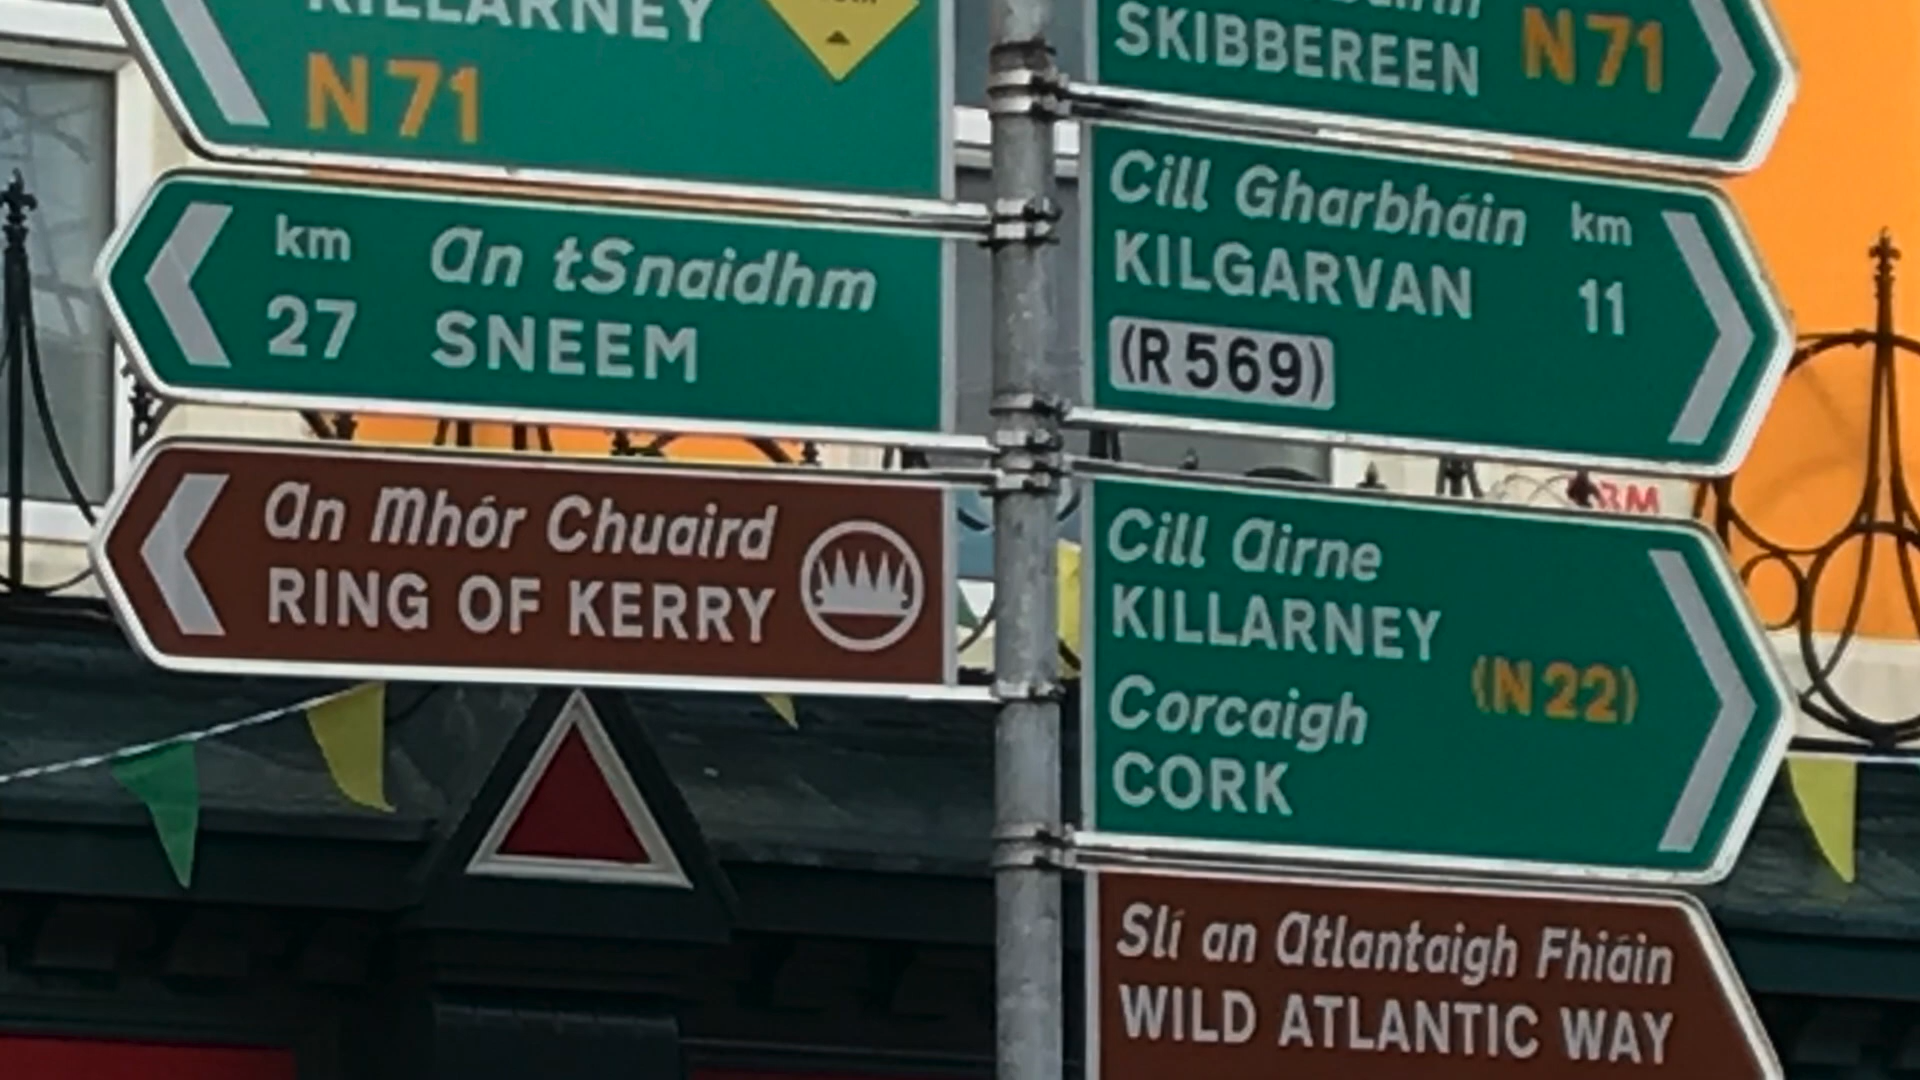 KILLARNEY
N71
km An tSnaidhm
27 SNEEM
An Mhór Chuaird
RING OF KERRY
SKIBBEREEN N71
Cill Gharbháin km
KILGARVAN 11
(R569)
Cill Airne
KILLARNEY
(N22)
Corcaigh
CORK
Slí an Atlantaigh Fhiáin
WILD ATLANTIC WAY